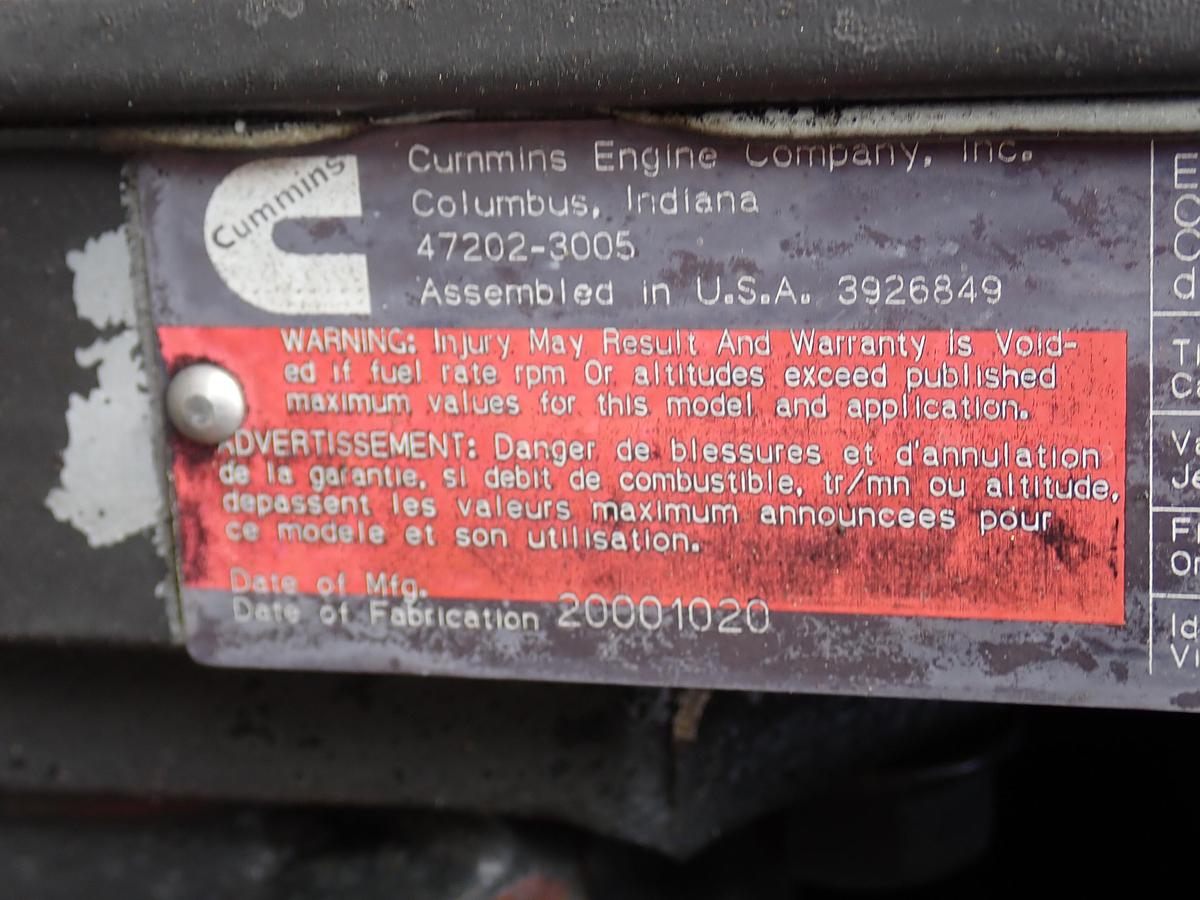 Cummins
Cummins Engine Company, Inc.
Columbus, Indiana
47202-3005
Assembled in U.S.A. 3926849
WARNING: Injury May Result And Warranty Is Void-
ed if fuel rate rpm Or altitudes exceed published
maximum values for this model and application.
ADVERTISSEMENT: Danger de blessures et d'annulation
de la garantie, si debit de combustible, tr/mn ou altitude,
depassent les valeurs maximum announcees pour
ce modele et son utilisation.
Date of Mfg.
Date of Fabrication 20001020